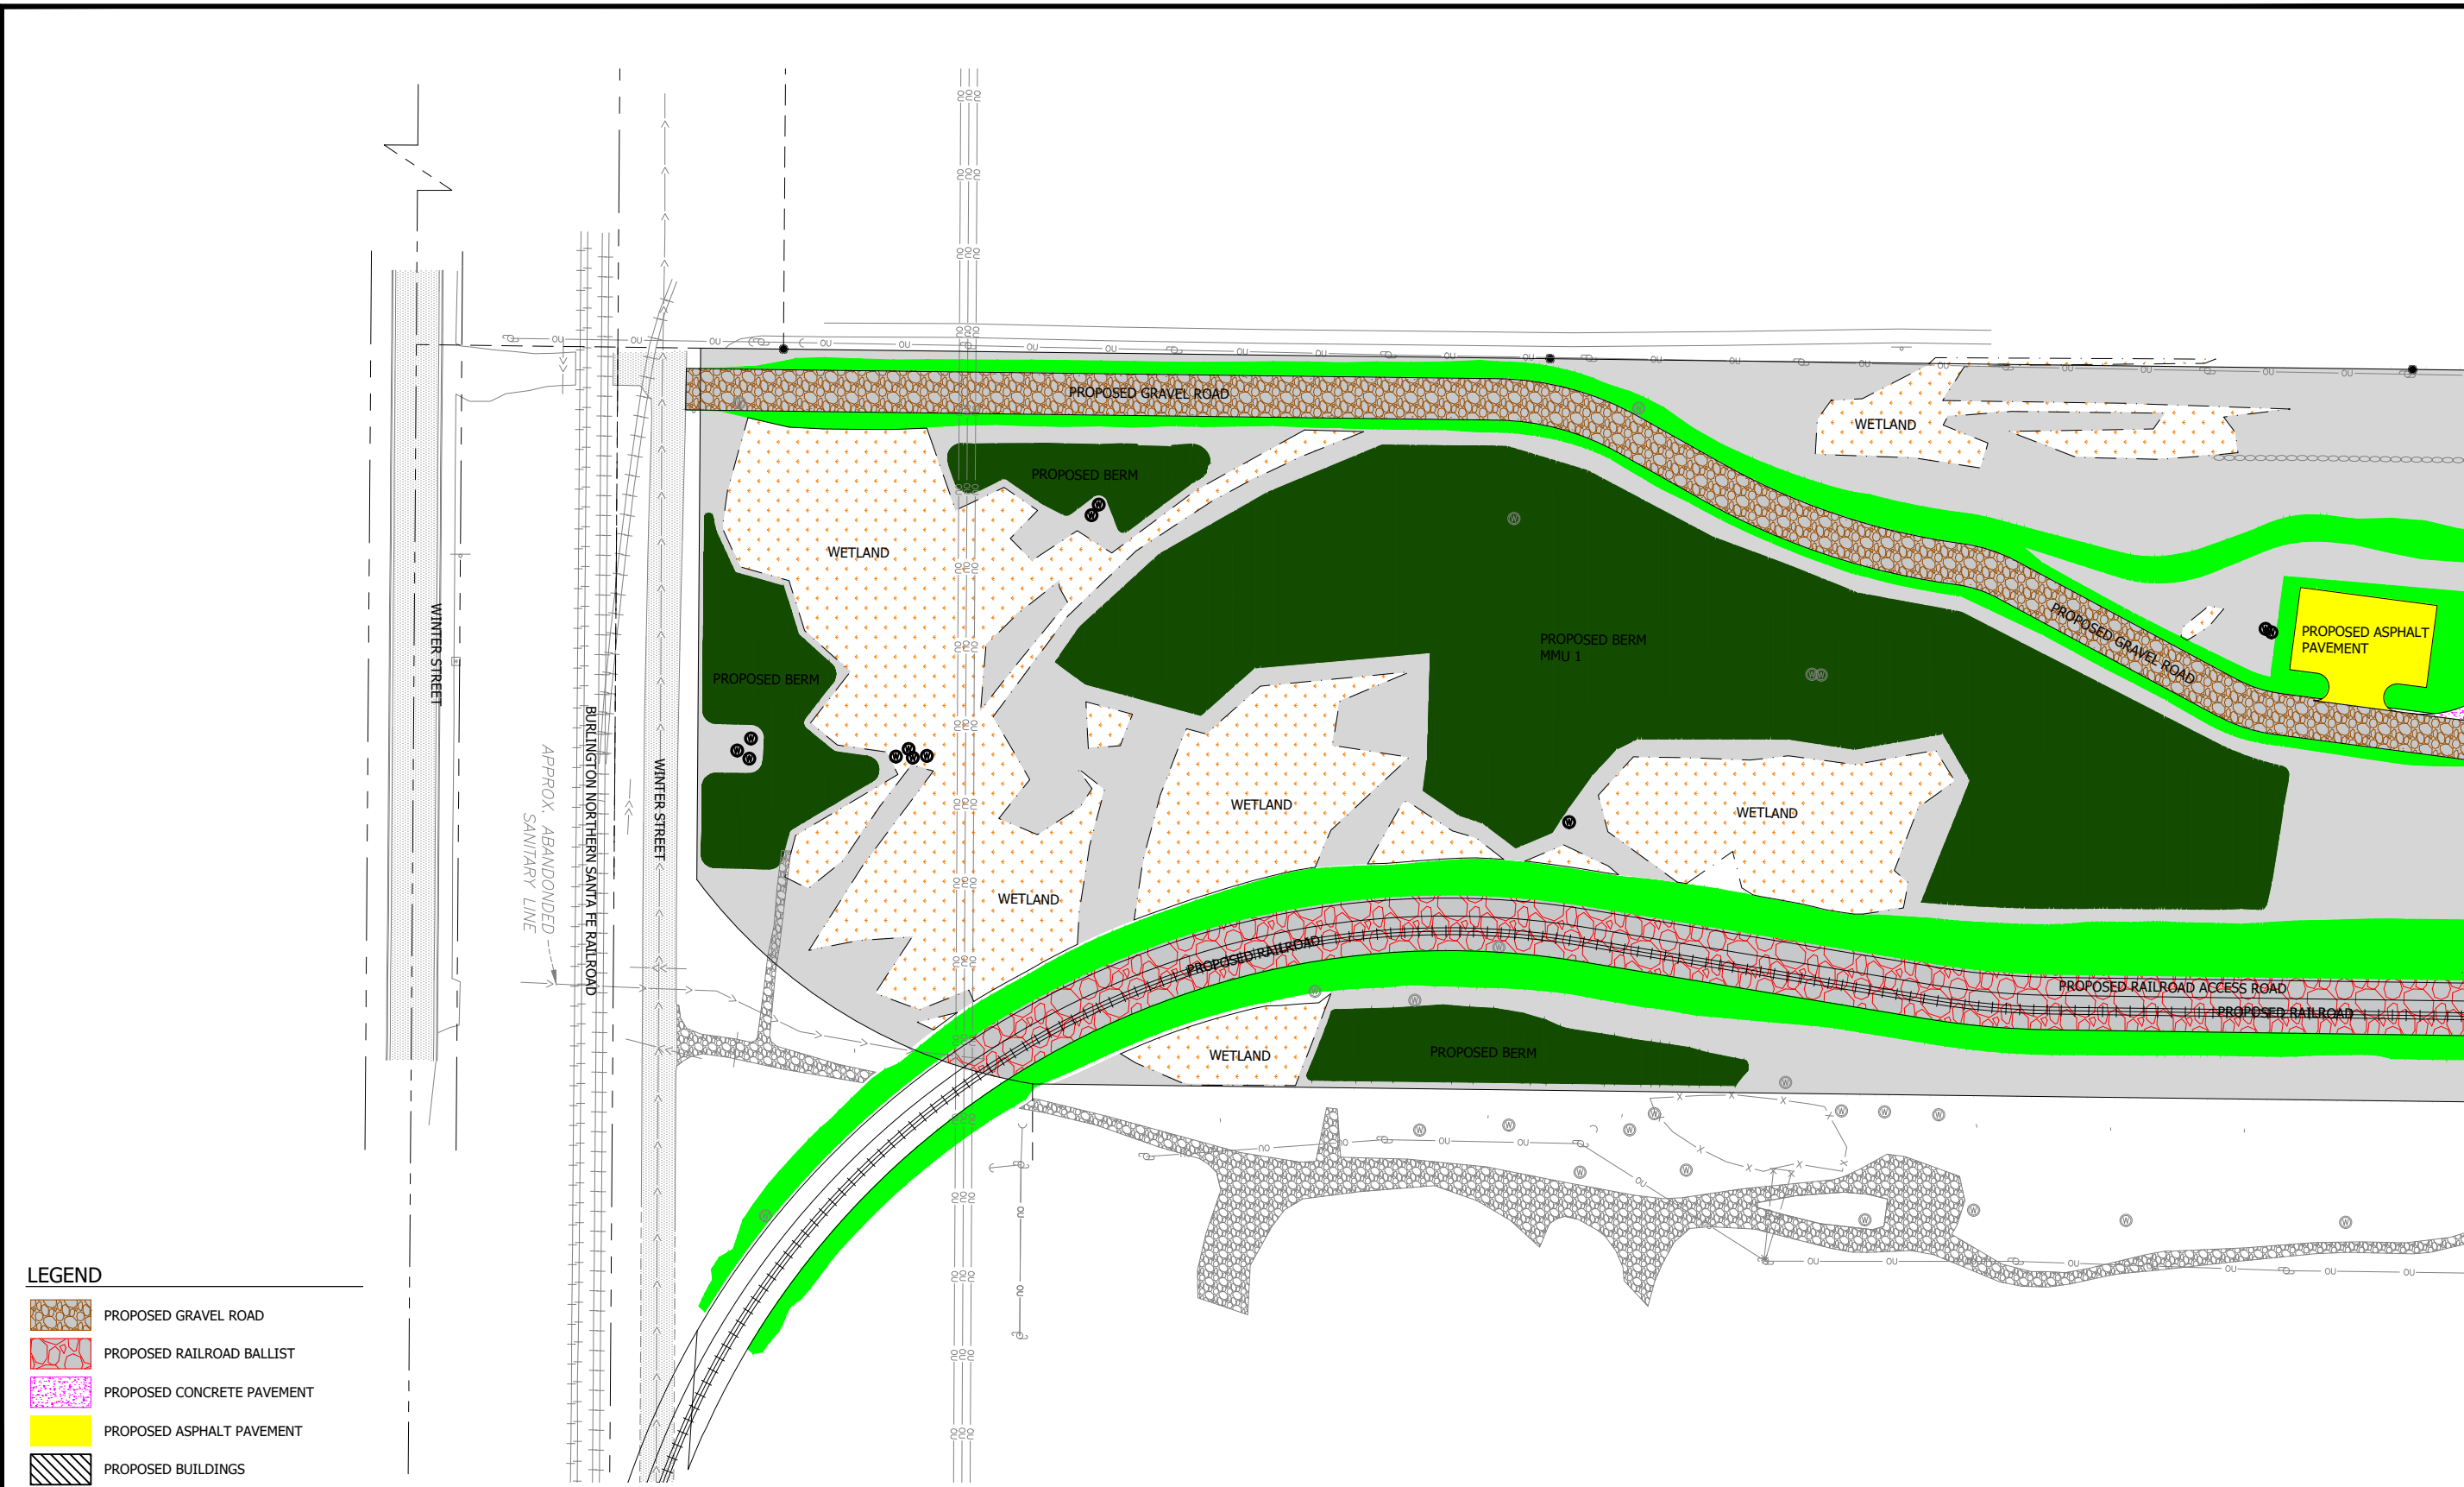 PROPOSED GRAVEL ROAD
WETLAND
PROPOSED BERM
WETLAND
PROPOSED GRAVEL ROAD
PROPOSED ASPHALT
PAVEMENT
PROPOSED BERM
MMU 1
PROPOSED BERM
WINTER STREET
BURLINGTON NORTHERN SANTA FE RAILROAD
WINTER STREET
APPROX. ABANDONED
SANITARY LINE
WETLAND
WETLAND
WETLAND
PROPOSED RAILROAD
PROPOSED RAILROAD ACCESS ROAD
PROPOSED RAILROAD
WETLAND
PROPOSED BERM
LEGEND
PROPOSED GRAVEL ROAD
PROPOSED RAILROAD BALLIST
PROPOSED CONCRETE PAVEMENT
PROPOSED ASPHALT PAVEMENT
PROPOSED BUILDINGS